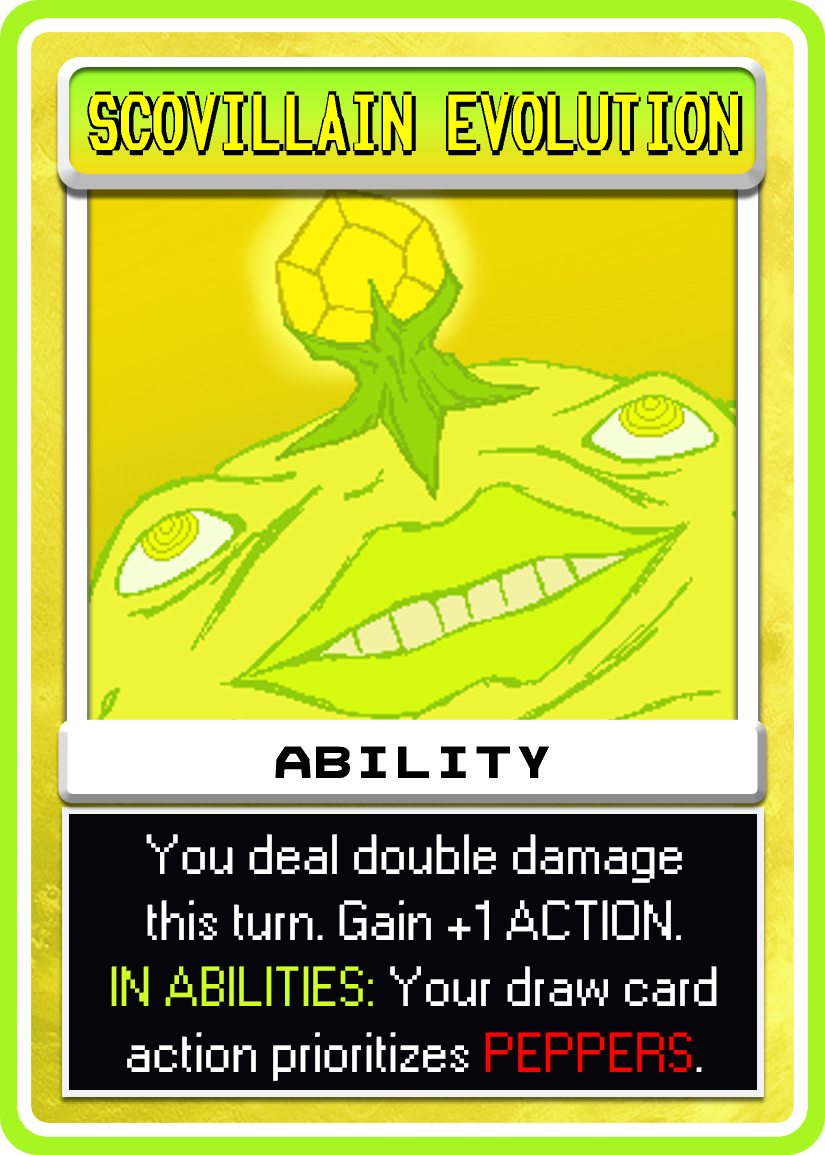 SCOVILLAIN EVOLUTION
ABILITY
You deal double damage
this turn. Gain +1 ACTION.
IN ABILITIES: Your draw card
action prioritizes PEPPERS.